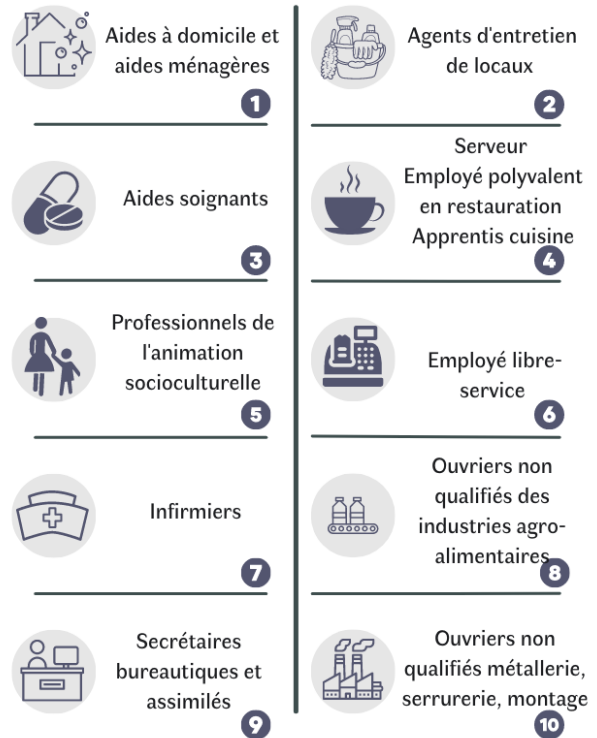 Aides à domicile et
aides ménagères
1
Agents d'entretien
de locaux
2
Aides soignants
3
Serveur
Employé polyvalent
en restauration
Apprentis cuisine
4
Professionnels de
l'animation
socioculturelle
5
Employé libre-
service
6
Infirmiers
7
Ouvriers non
qualifiés des
industries agro-
alimentaires
8
Secrétaires
bureautiques et
assimilés
9
Ouvriers non
qualifiés métallerie,
serrurerie, montage
10